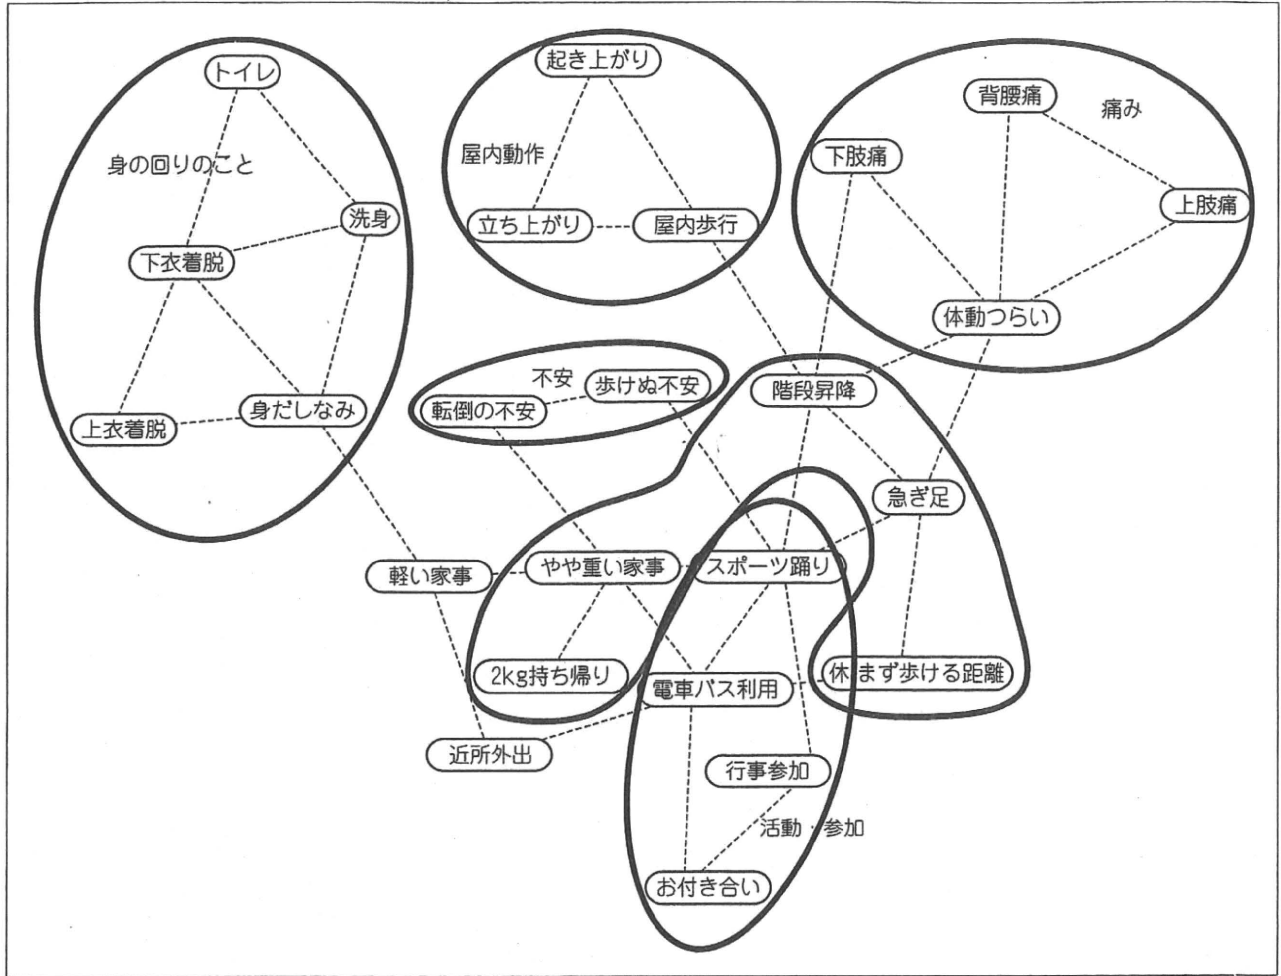 トイレ
身の回りのこと
洗身
下衣着脱
身だしなみ
上衣着脱
起き上がり
屋内動作
立ち上がり
屋内歩行
背腰痛
痛み
下肢痛
上肢痛
体動つらい
不安
歩けぬ不安
転倒の不安
階段昇降
急ぎ足
軽い家事
やや重い家事
スポーツ踊り
2kg持ち帰り
電車バス利用
休まず歩ける距離
近所外出
行事参加
活動・参加
お付き合い